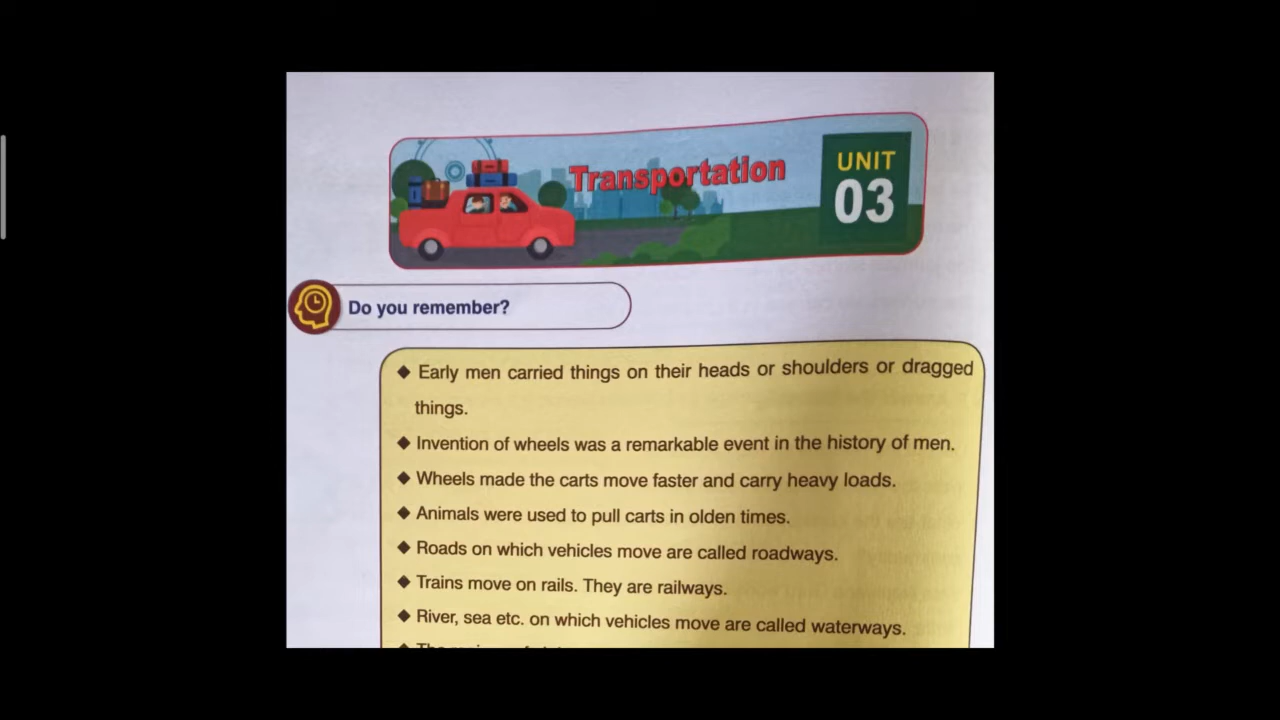 Transportation
UNIT
03
Do you remember?
◆ Early men carried things on their heads or shoulders or dragged
things.
◆ Invention of wheels was a remarkable event in the history of men.
◆ Wheels made the carts move faster and carry heavy loads.
◆ Animals were used to pull carts in olden times.
◆ Roads on which vehicles move are called roadways.
◆ Trains move on rails. They are railways.
◆ River, sea etc. on which vehicles move are called waterways.